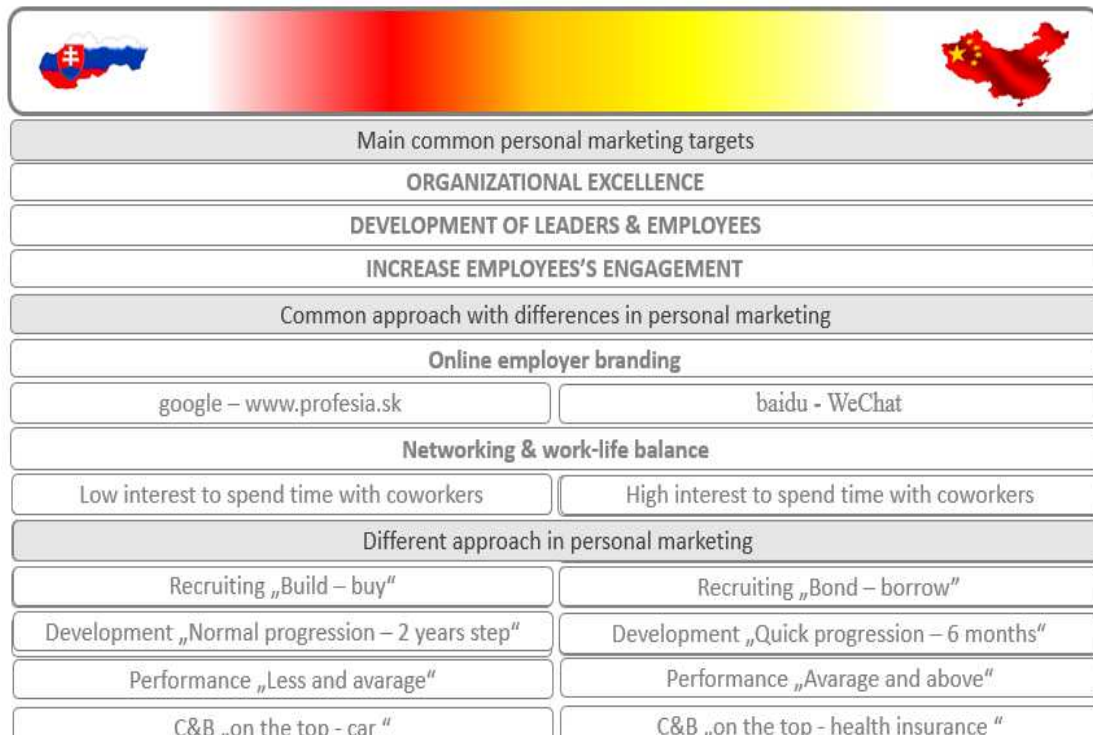 Main common personal marketing targets
ORGANIZATIONAL EXCELLENCE
DEVELOPMENT OF LEADERS & EMPLOYEES
INCREASE EMPLOYEES'S ENGAGEMENT
Common approach with differences in personal marketing
Online employer branding
google – www.profesia.sk
baidu - WeChat
Networking & work-life balance
Low interest to spend time with coworkers
High interest to spend time with coworkers
Different approach in personal marketing
Recruiting „Build – buy“
Recruiting „Bond – borrow”
Development „Normal progression – 2 years step“
Development „Quick progression – 6 months“
Performance „Less and avarage“
Performance „Avarage and above“
C&B „on the top - car “
C&B „on the top - health insurance “